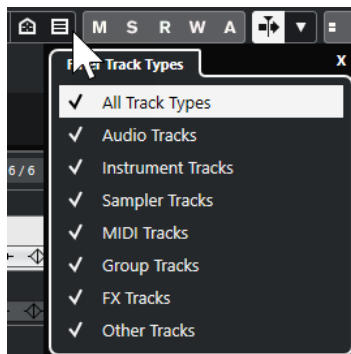 M S R W A
Filter Track Types X
✓ All Track Types
6 / 6 ✓ Audio Tracks
✓ Instrument Tracks
✓ Sampler Tracks
✓ MIDI Tracks
✓ Group Tracks
✓ FX Tracks
✓ Other Tracks